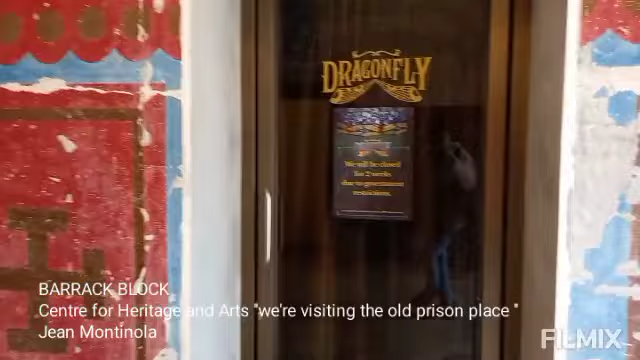 DRAGONFLY
We will be closed
for 2 weeks
due to government
restrictions.
BARRACK BLOCK
Centre for Heritage and Arts "we're visiting the old prison place "
Jean Montinola
FILMIX